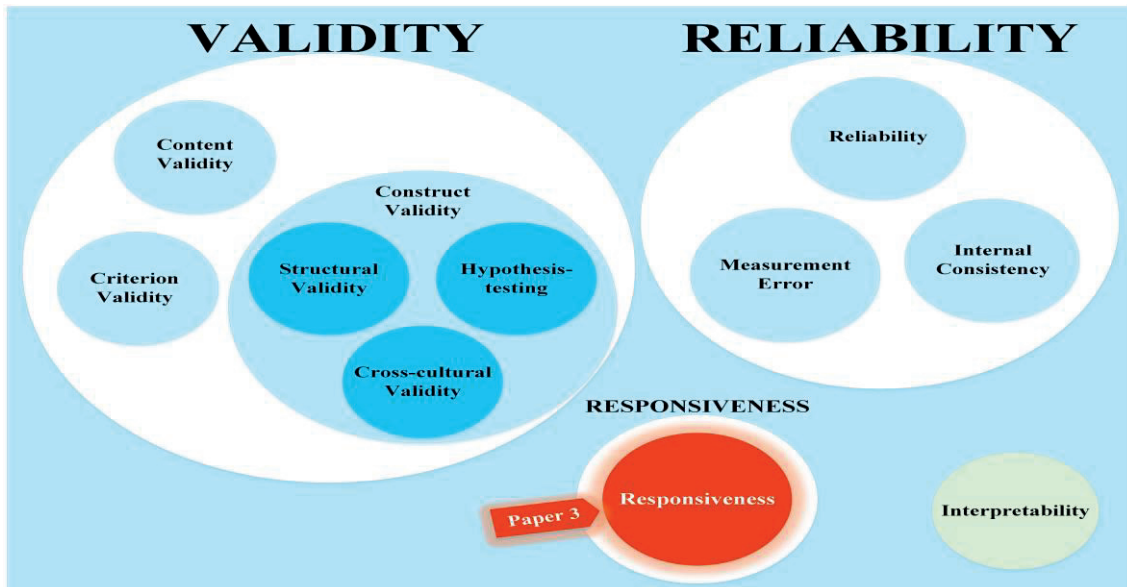 VALIDITY
RELIABILITY
Content
Validity
Criterion
Validity
Construct
Validity
Structural
Validity
Hypothesis-
testing
Cross-cultural
Validity
Reliability
Measurement
Error
Internal
Consistency
RESPONSIVENESS
Responsiveness
Paper 3
Interpretability